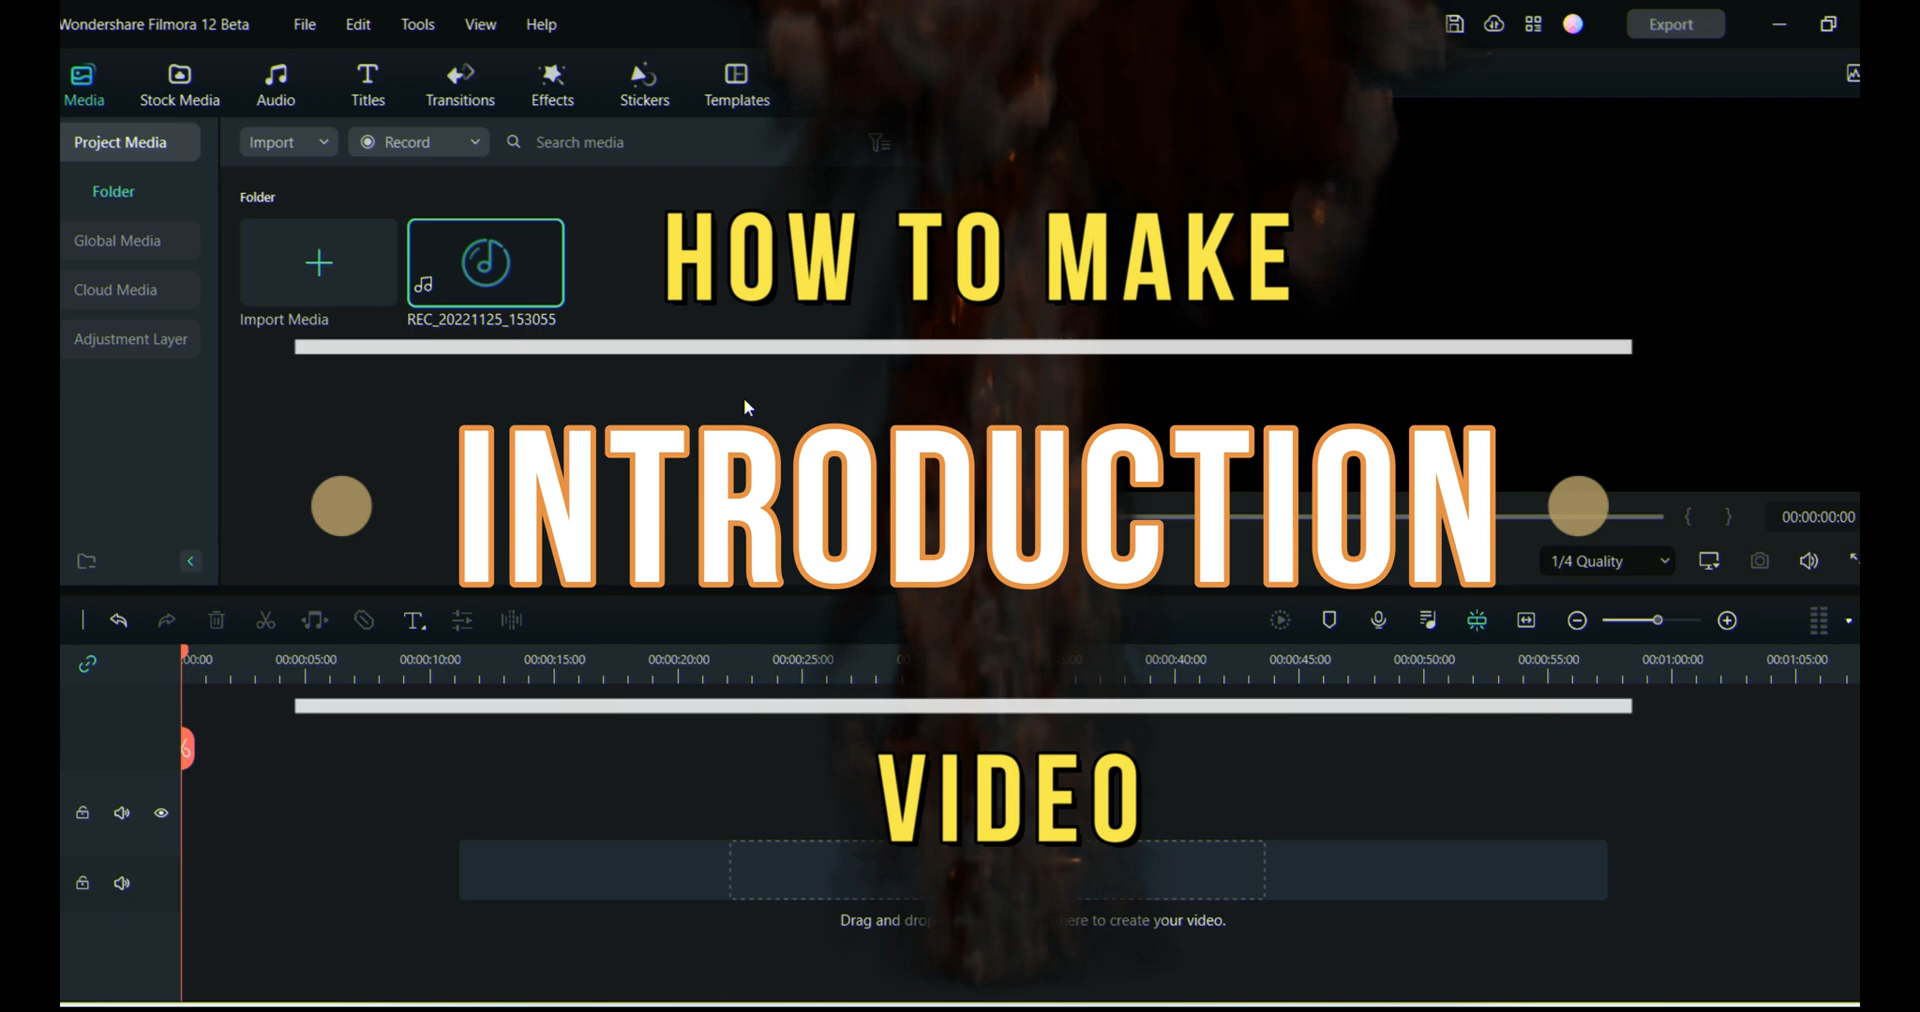 Wondershare Filmora 12 Beta File Edit Tools View Help Export
Media Stock Media Audio Titles Transitions Effects Stickers Templates
Project Media Import Record Search media
Folder
Folder
Global Media
Cloud Media
Import Media REC_20221125_153055
Adjustment Layer
HOW TO MAKE
INTRODUCTION
{ } 00:00:00:00
1/4 Quality
:00:00 00:00:05:00 00:00:10:00 00:00:15:00 00:00:20:00 00:00:25:00 00:00:40:00 00:00:45:00 00:00:50:00 00:00:55:00 00:01:00:00 00:01:05:00
VIDEO
Drag and drop here to create your video.